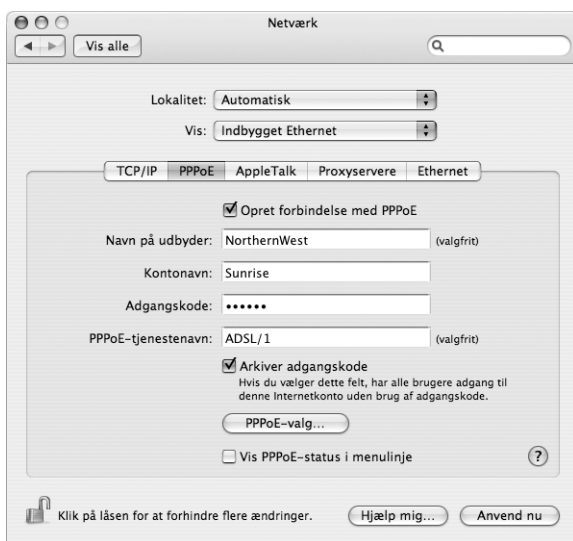 Netværk
Vis alle
Lokalitet: Automatisk
Vis: Indbygget Ethernet
TCP/IP PPPoE AppleTalk Proxyservere Ethernet
Opret forbindelse med PPPoE
Navn på udbyder: NorthernWest (valgfrit)
Kontonavn: Sunrise
Adgangskode: ••••••
PPPoE-tjenestenavn: ADSL/1 (valgfrit)
Arkiver adgangskode
Hvis du vælger dette felt, har alle brugere adgang til
denne Internetkonto uden brug af adgangskode.
PPPoE-valg...
Vis PPPoE-status i menulinje ?
Klik på låsen for at forhindre flere ændringer. Hjælp mig... Anvend nu